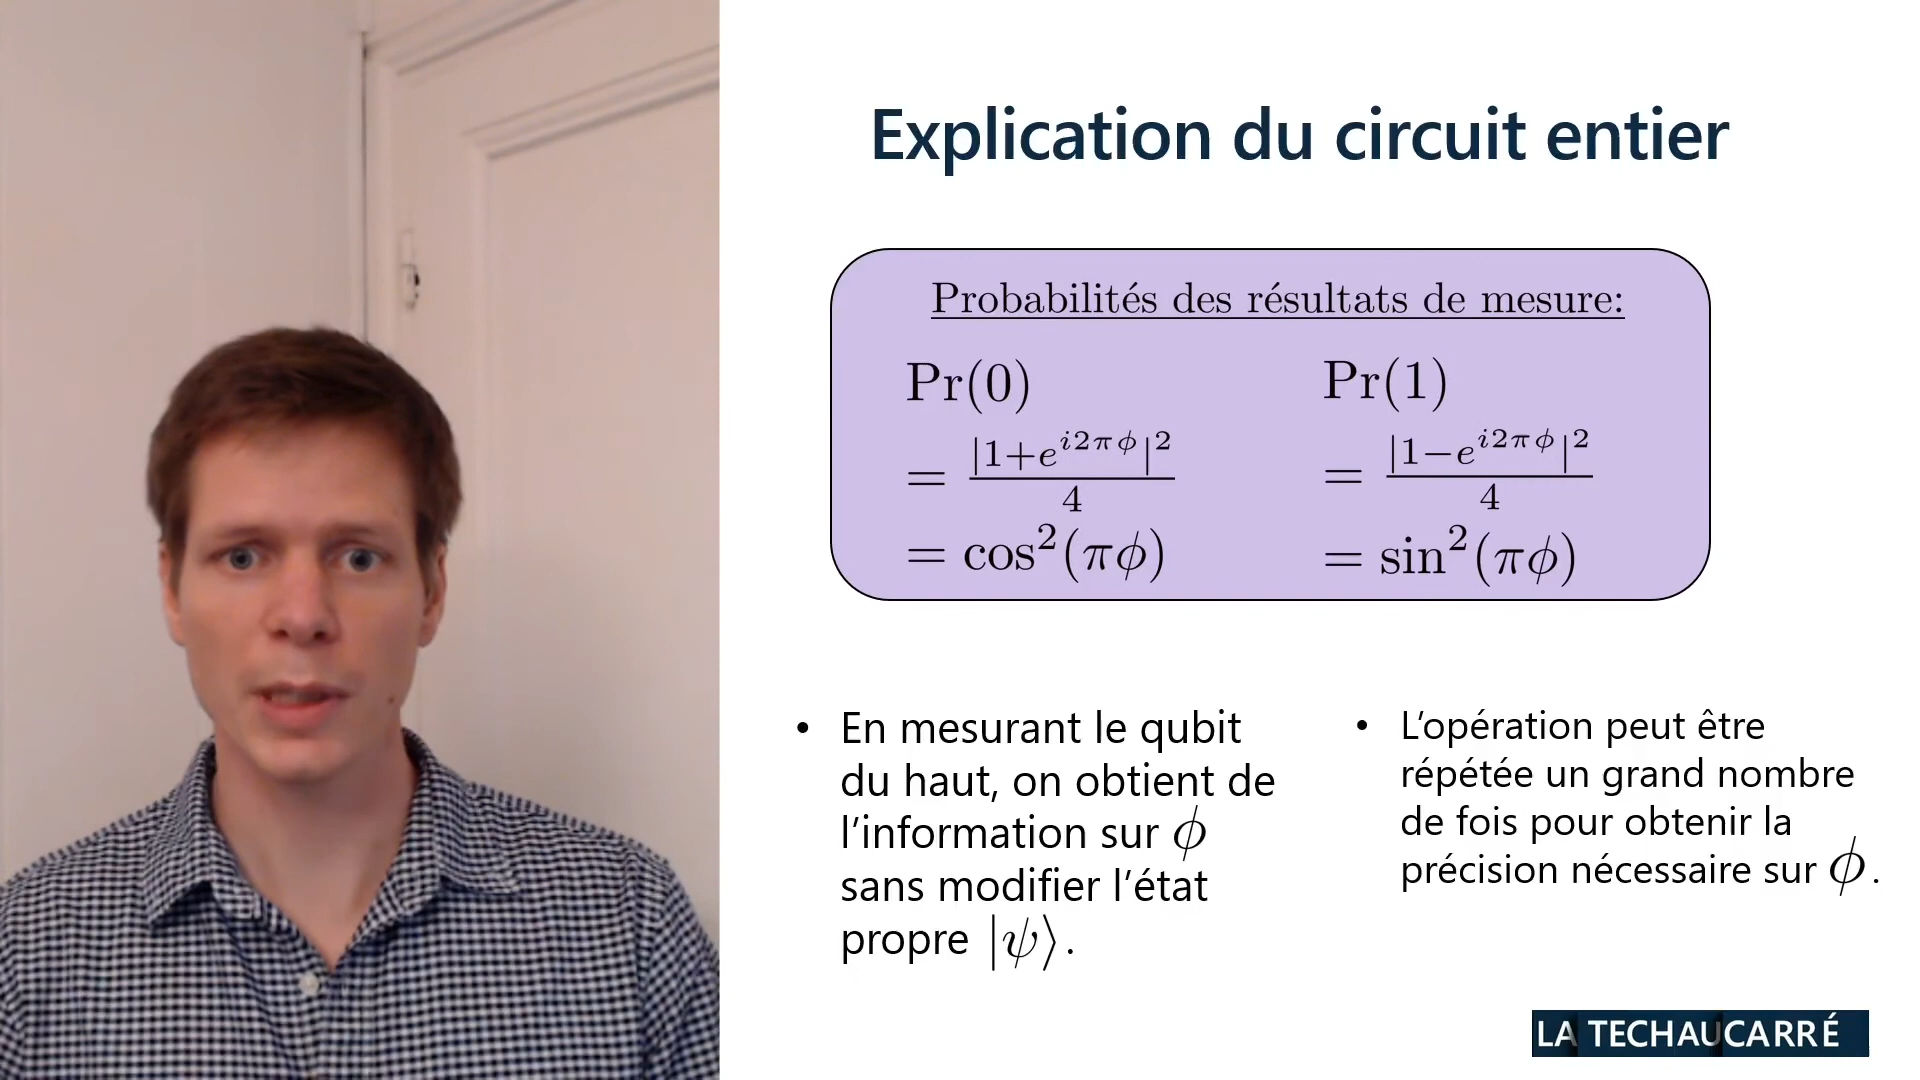 Explication du circuit entier
Probabilités des résultats de mesure:
Pr(0)
= |1+e^{i2πϕ}|^2 / 4
= cos^2(πϕ)
Pr(1)
= |1−e^{i2πϕ}|^2 / 4
= sin^2(πϕ)
• En mesurant le qubit
du haut, on obtient de
l’information sur ϕ
sans modifier l’état
propre |ψ⟩.
• L’opération peut être
répétée un grand nombre
de fois pour obtenir la
précision nécessaire sur ϕ.
LA TECHAUCARRÉ